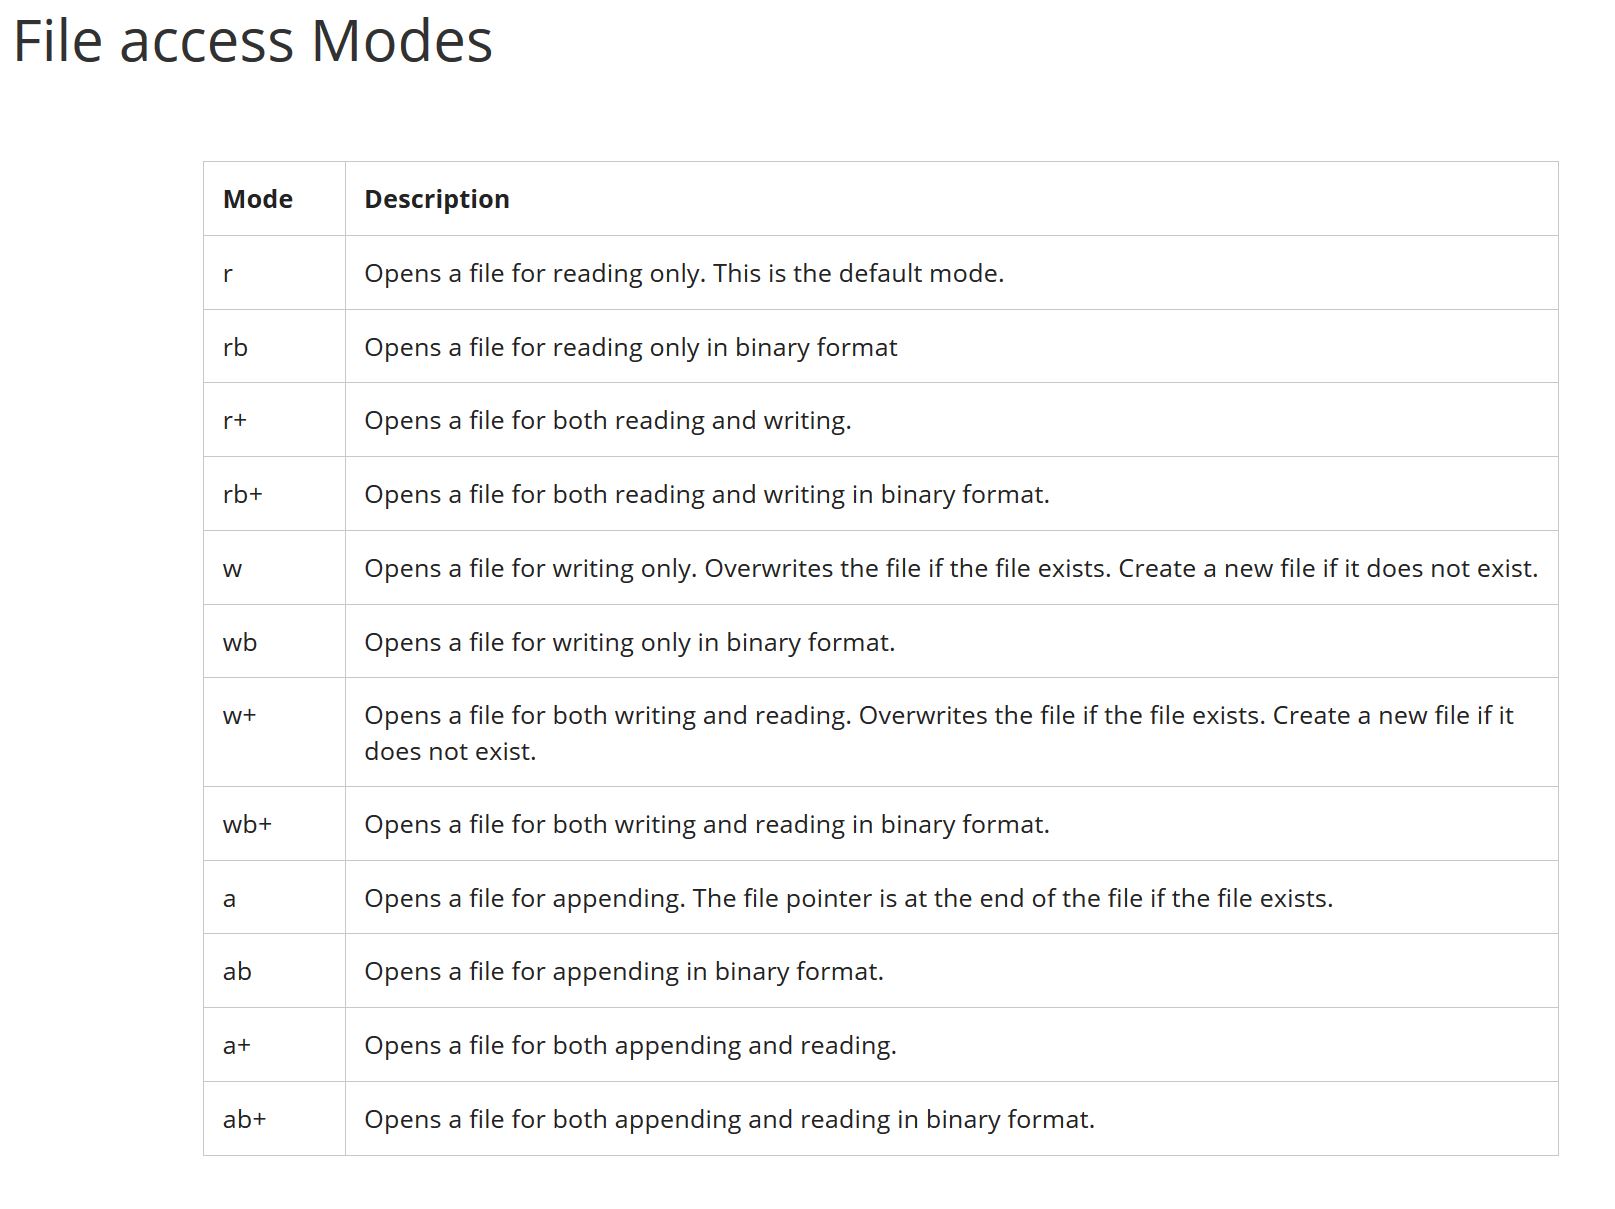 File access Modes
Mode Description
r Opens a file for reading only. This is the default mode.
rb Opens a file for reading only in binary format
r+ Opens a file for both reading and writing.
rb+ Opens a file for both reading and writing in binary format.
w Opens a file for writing only. Overwrites the file if the file exists. Create a new file if it does not exist.
wb Opens a file for writing only in binary format.
w+ Opens a file for both writing and reading. Overwrites the file if the file exists. Create a new file if it
does not exist.
wb+ Opens a file for both writing and reading in binary format.
a Opens a file for appending. The file pointer is at the end of the file if the file exists.
ab Opens a file for appending in binary format.
a+ Opens a file for both appending and reading.
ab+ Opens a file for both appending and reading in binary format.